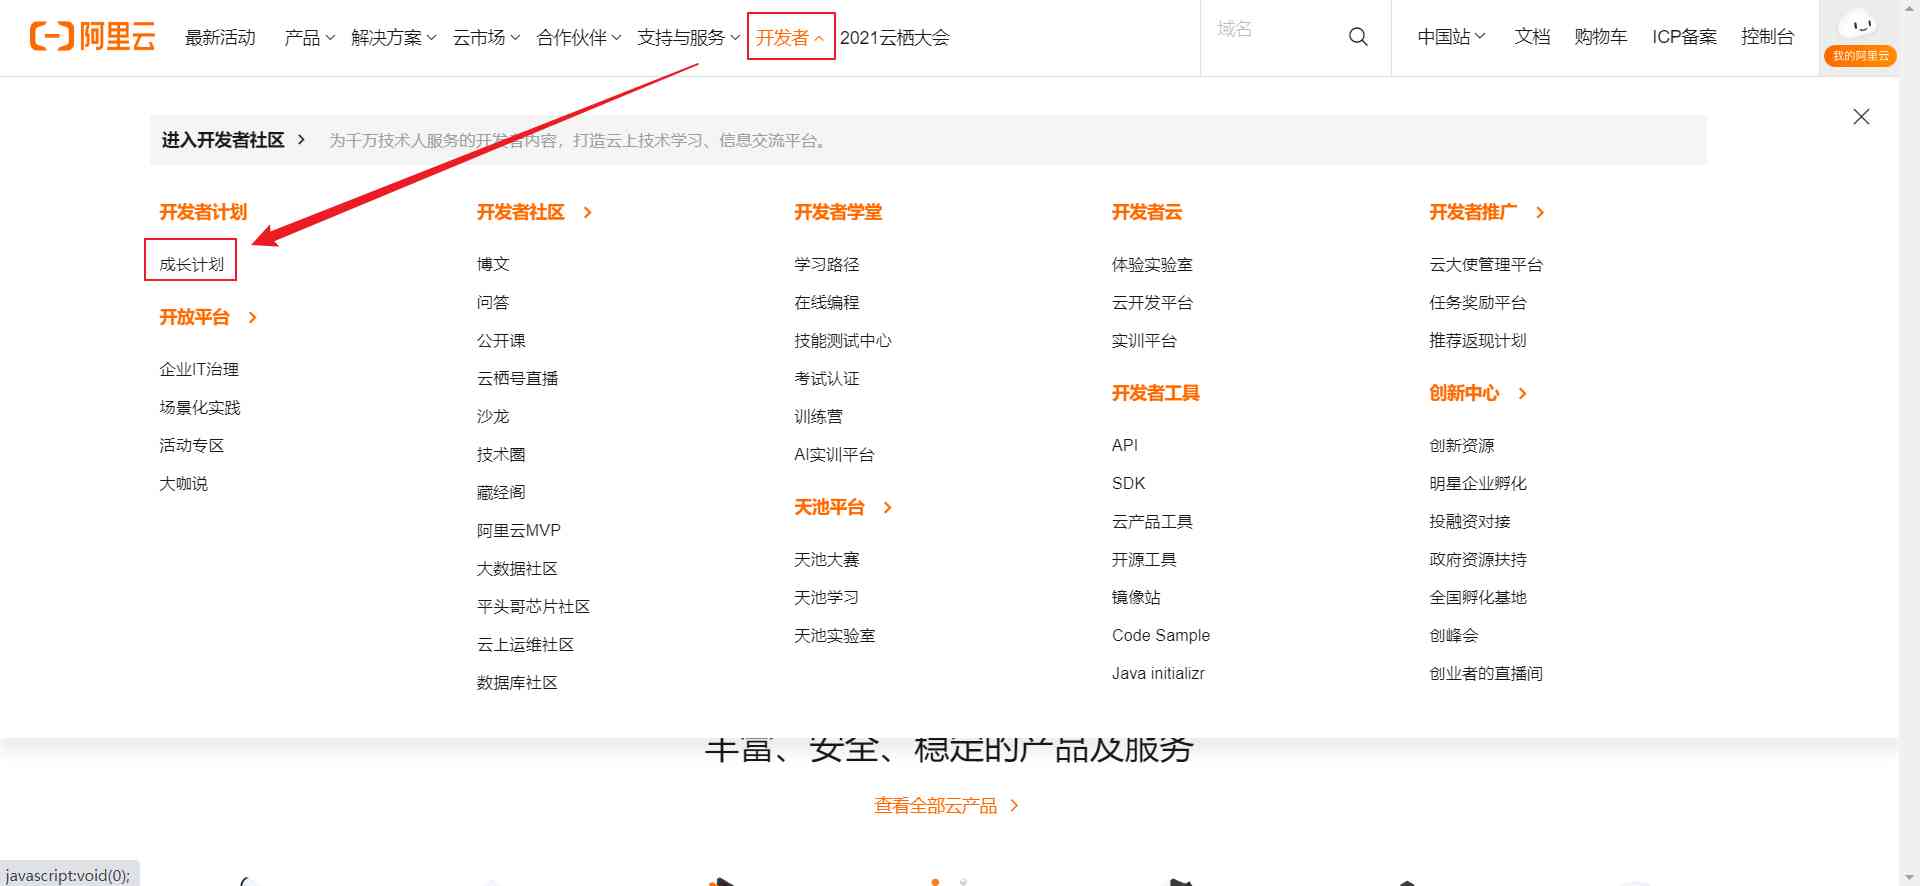 阿里云
最新活动 产品 解决方案 云市场 合作伙伴 支持与服务 开发者 2021云栖大会 域名 中国站 文档 购物车 ICP备案 控制台
我的阿里云
进入开发者社区 为千万技术人服务的开发者内容，打造云上技术学习、信息交流平台。
开发者计划
成长计划
开放平台
企业IT治理
场景化实践
活动专区
大咖说
开发者社区
博文
问答
公开课
云栖号直播
沙龙
技术圈
藏经阁
阿里云MVP
大数据社区
平头哥芯片社区
云上运维社区
数据库社区
开发者学堂
学习路径
在线编程
技能测试中心
考试认证
训练营
AI实训平台
天池平台
天池大赛
天池学习
天池实验室
开发者云
体验实验室
云开发平台
实训平台
开发者工具
API
SDK
云产品工具
开源工具
镜像站
Code Sample
Java initializr
开发者推广
云大使管理平台
任务奖励平台
推荐返现计划
创新中心
创新资源
明星企业孵化
投融资对接
政府资源扶持
全国孵化基地
创峰会
创业者的直播间
丰富、安全、稳定的产品及服务
查看全部云产品
javascript:void(0);